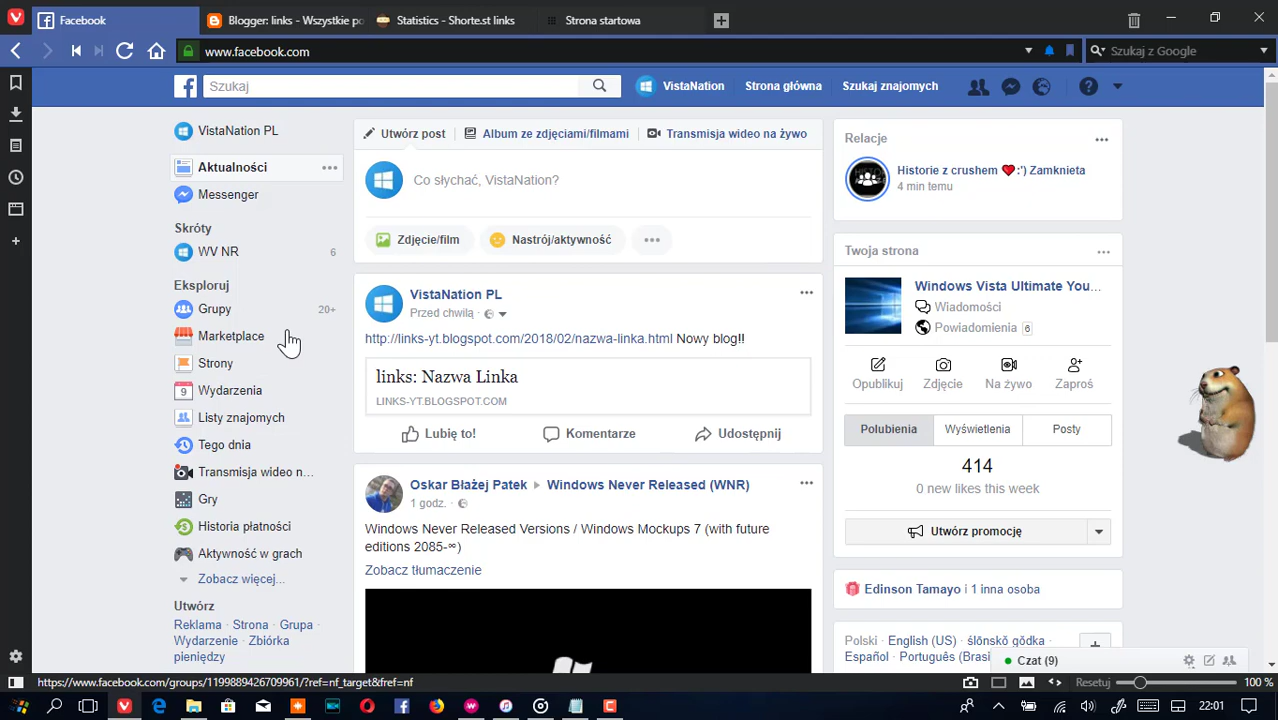 Facebook
Blogger: links - Wszystkie po
Statistics - Shorte.st links
Strona startowa
www.facebook.com
Szukaj z Google
Szukaj
VistaNation
Strona główna
Szukaj znajomych
VistaNation PL
Aktualności
Messenger
Skróty
WV NR 6
Eksploruj
Grupy 20+
Marketplace
Strony
9 Wydarzenia
Listy znajomych
Tego dnia
Transmisja wideo n...
Gry
Historia płatności
Aktywność w grach
Zobacz więcej...
Utwórz
Reklama · Strona · Grupa ·
Wydarzenie · Zbiórka
pieniędzy
Utwórz post
Album ze zdjęciami/filmami
Transmisja wideo na żywo
Co słychać, VistaNation?
Zdjęcie/film
Nastrój/aktywność
VistaNation PL
Przed chwilą ·
http://links-yt.blogspot.com/2018/02/nazwa-linka.html Nowy blog!!
links: Nazwa Linka
LINKS-YT.BLOGSPOT.COM
Lubię to!
Komentarze
Udostępnij
Oskar Błażej Patek ▸ Windows Never Released (WNR)
1 godz. ·
Windows Never Released Versions / Windows Mockups 7 (with future
editions 2085-∞)
Zobacz tłumaczenie
Relacje
Historie z crushem ❤️:') Zamknieta
4 min temu
Twoja strona
Windows Vista Ultimate You...
Wiadomości
Powiadomienia 6
Opublikuj
Zdjęcie
Na żywo
Zaproś
Polubienia
Wyświetlenia
Posty
414
0 new likes this week
Utwórz promocję
Edinson Tamayo i 1 inna osoba
Polski · English (US) · ślōnskŏ gŏdka ·
Español · Português (Brasi
Czat (9)
https://www.facebook.com/groups/1199889426709961/?ref=nf_target&fref=nf
Resetuj
100 %
22:01